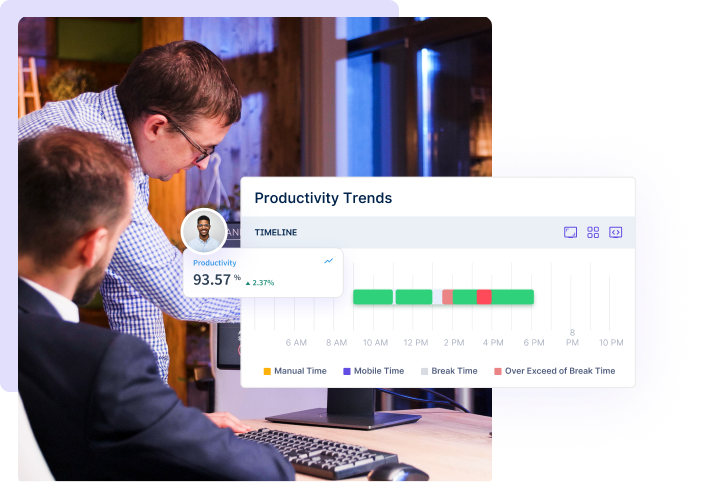 Productivity Trends
TIMELINE
Productivity
93.57 %
2.37%
6 AM
8 AM
10 AM
12 PM
2 PM
4 PM
6 PM
8
PM
10 PM
Manual Time
Mobile Time
Break Time
Over Exceed of Break Time